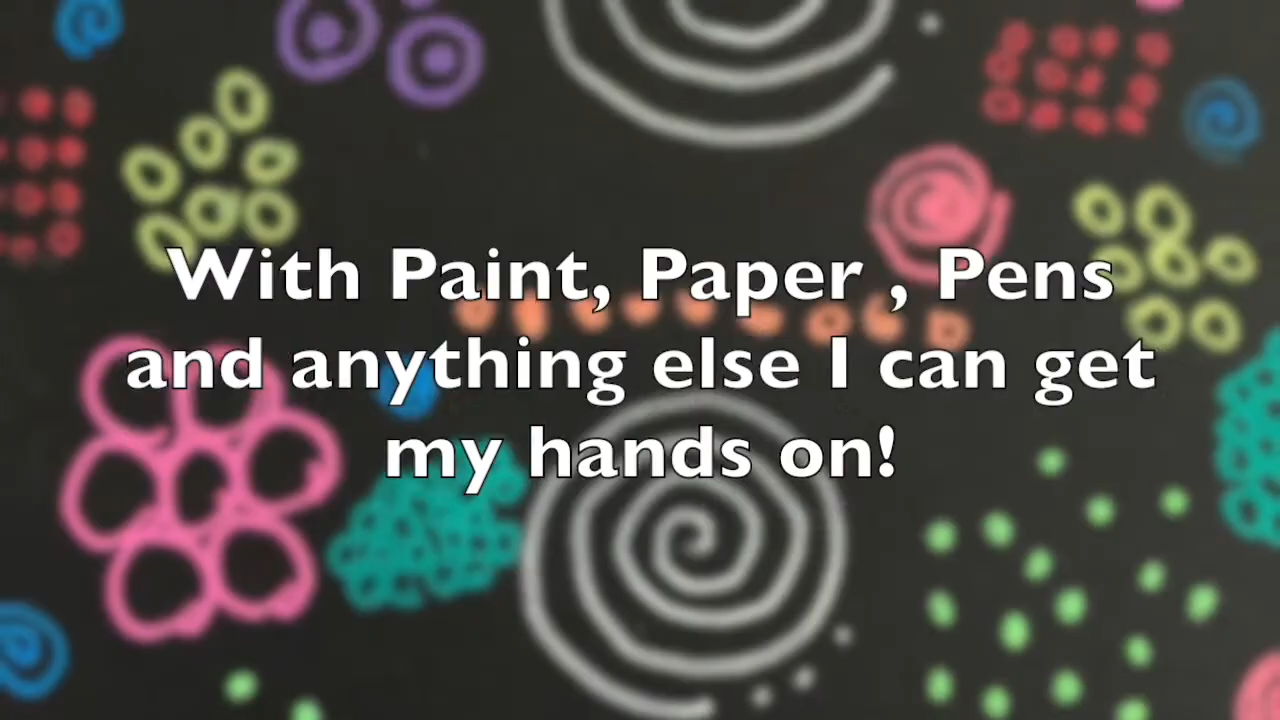 With Paint, Paper , Pens
and anything else I can get
my hands on!